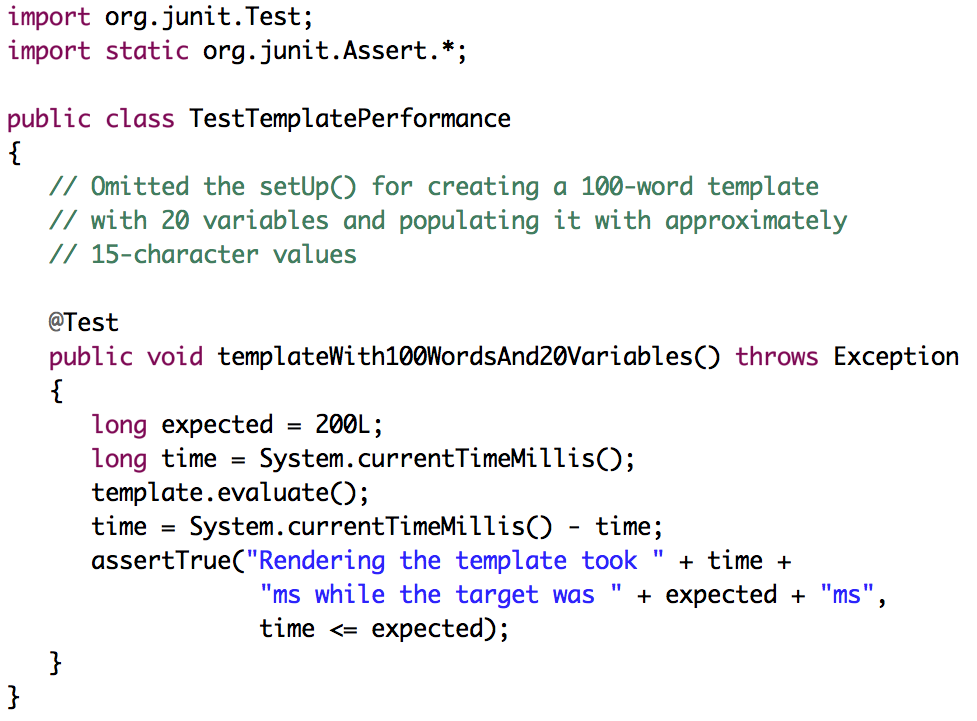 import org.junit.Test;
import static org.junit.Assert.*;

public class TestTemplatePerformance
{
   // Omitted the setUp() for creating a 100-word template
   // with 20 variables and populating it with approximately
   // 15-character values

   @Test
   public void templateWith100WordsAnd20Variables() throws Exception
   {
      long expected = 200L;
      long time = System.currentTimeMillis();
      template.evaluate();
      time = System.currentTimeMillis() - time;
      assertTrue("Rendering the template took " + time +
                  "ms while the target was " + expected + "ms",
                  time <= expected);
   }
}